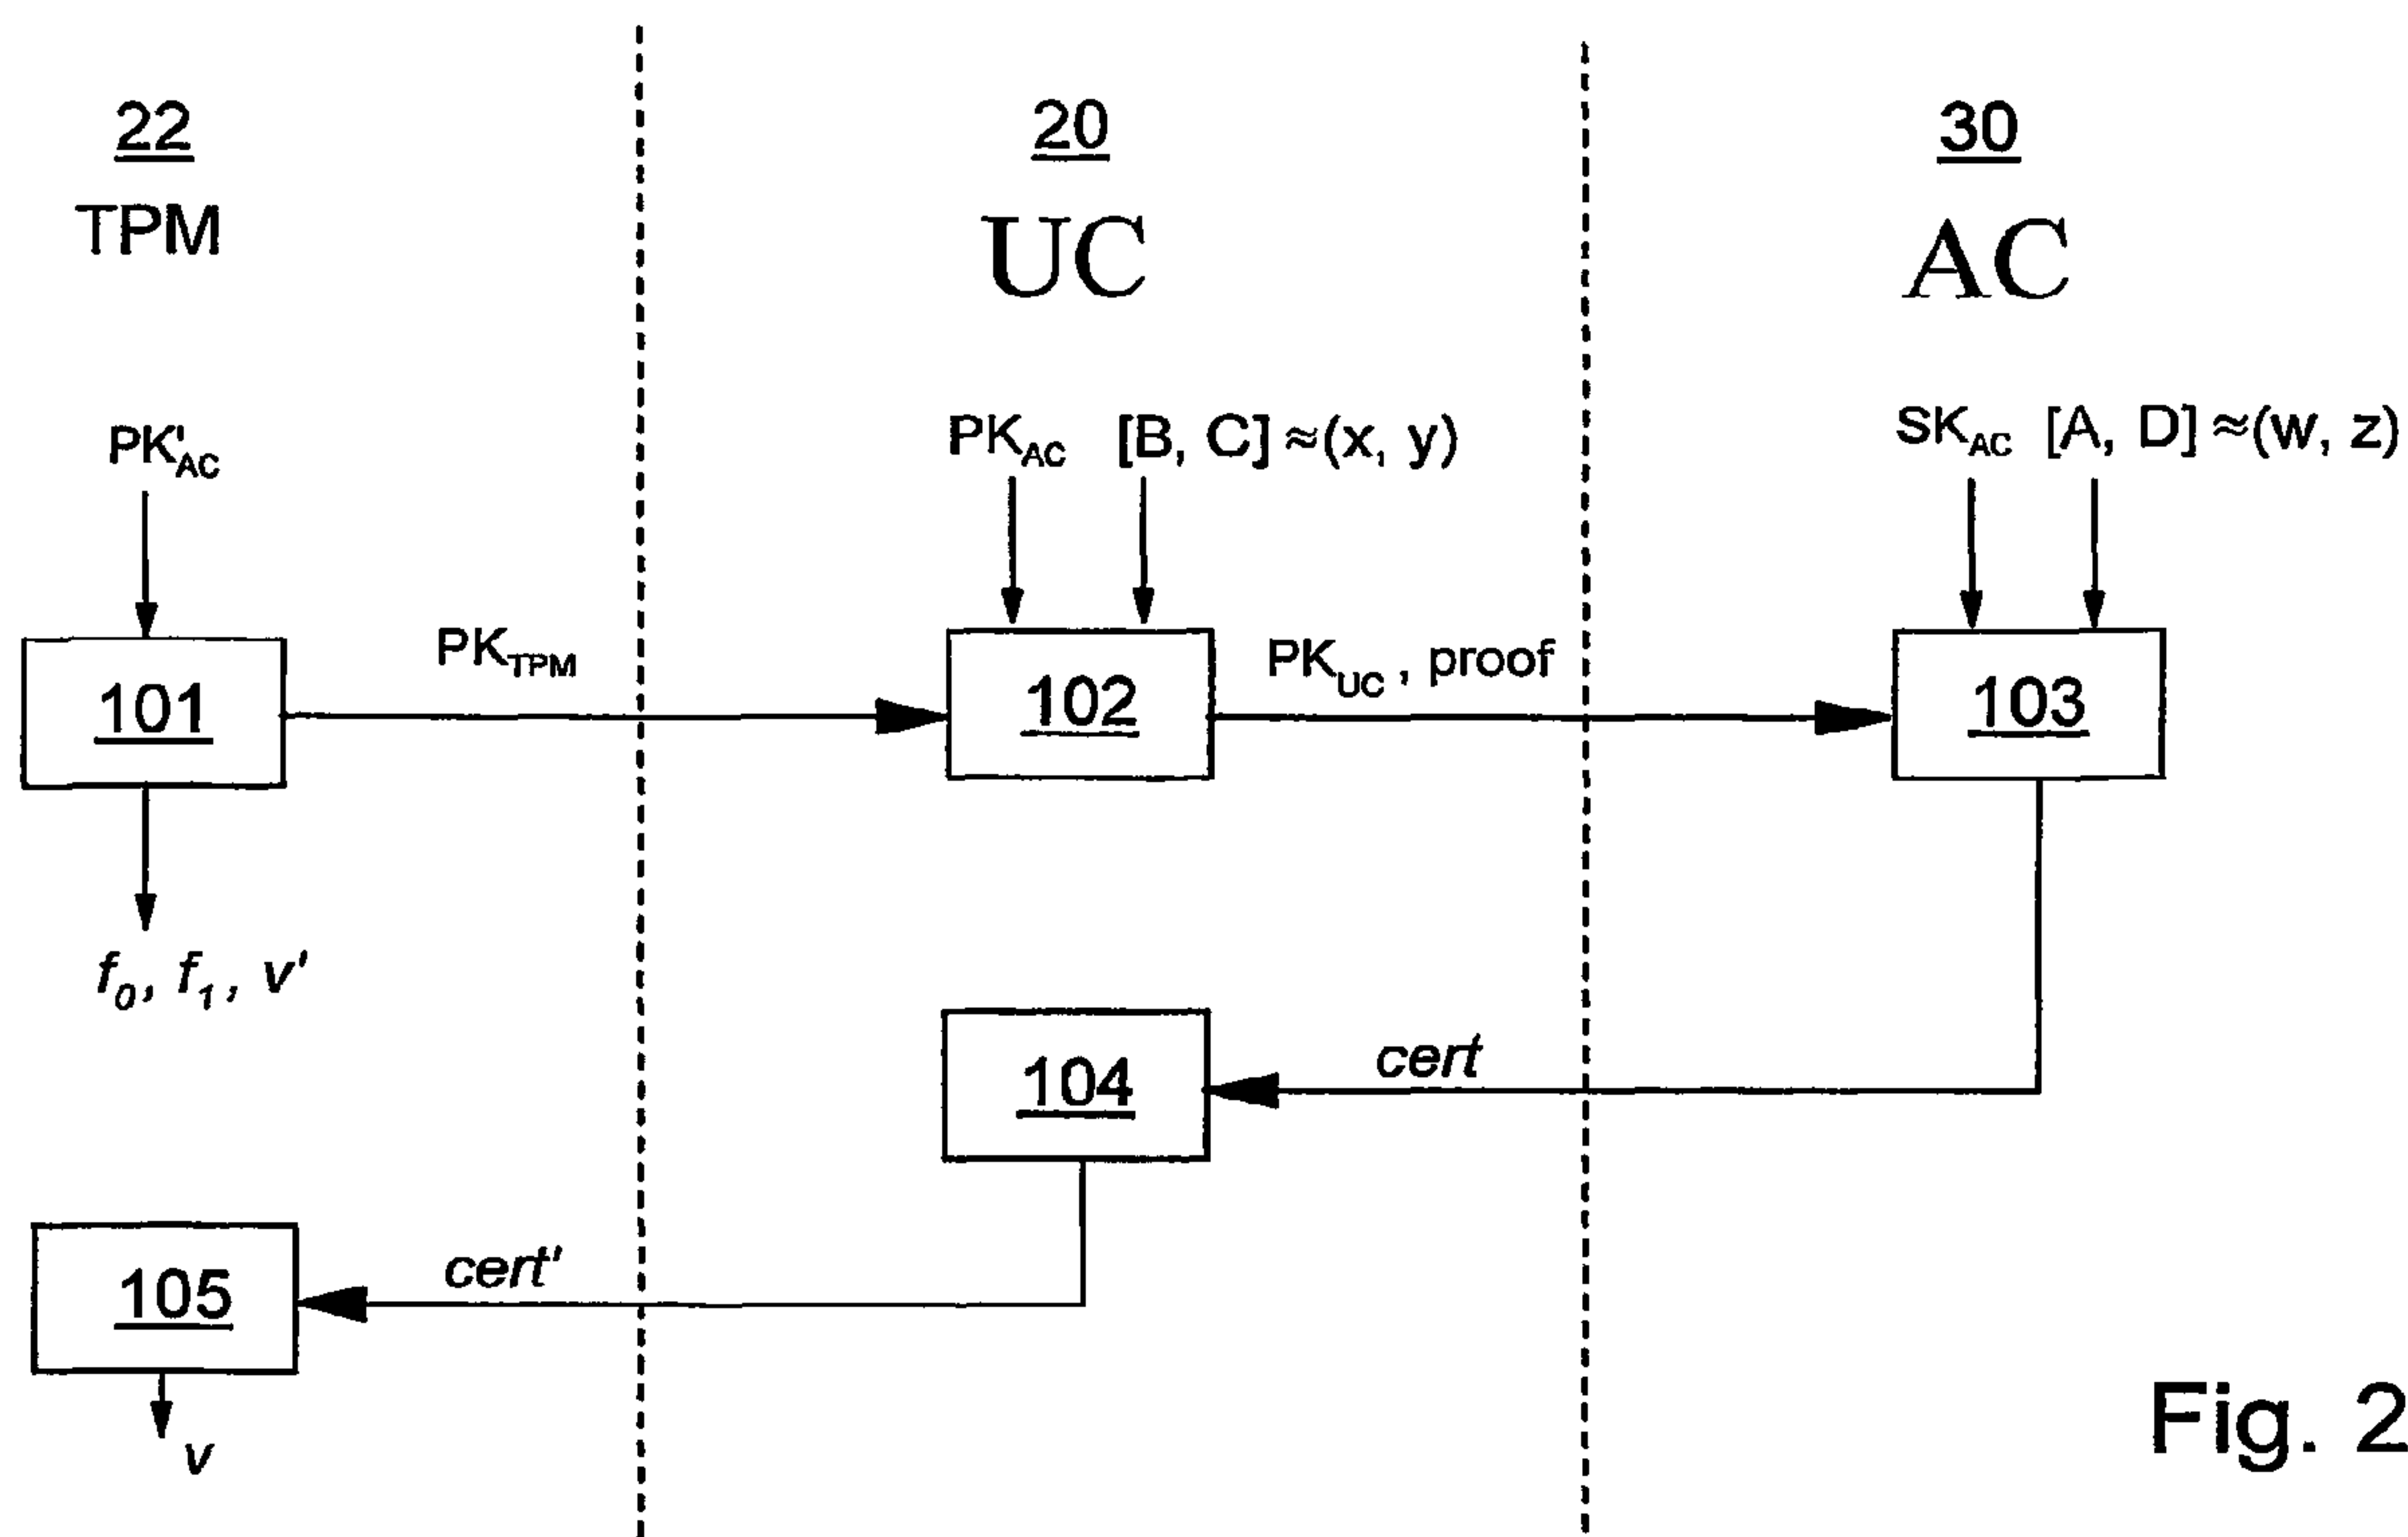 22 20 30
TPM UC AC
PK'AC PKAC [B, C] ≈(x, y) SKAC [A, D] ≈(w, z)
PKTPM PKUC , proof
101 102 103
f0, f1, v'
104 cert
105 cert'
v
Fig. 2